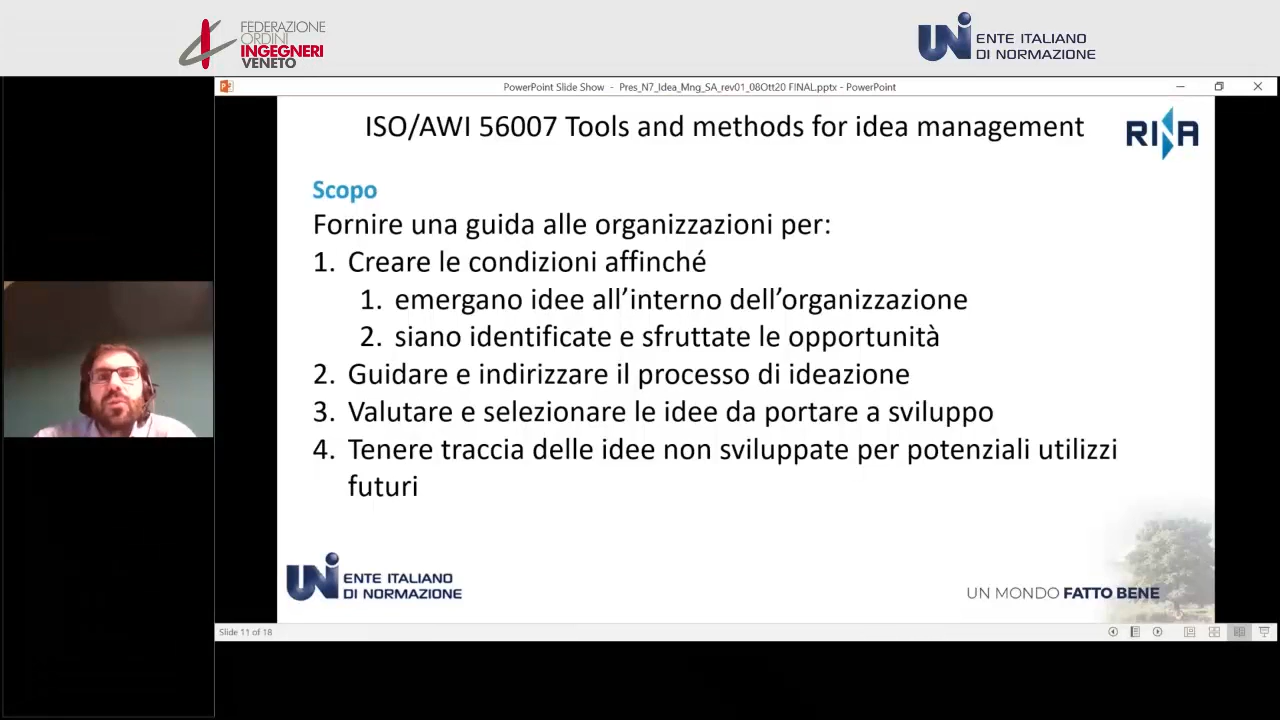 FEDERAZIONE
ORDINI
INGEGNERI
VENETO
UNI ENTE ITALIANO
DI NORMAZIONE
PowerPoint Slide Show - Pres_N7_Idea_Mng_SA_rev01_08Ott20 FINAL.pptx - PowerPoint
ISO/AWI 56007 Tools and methods for idea management
RINA
Scopo
Fornire una guida alle organizzazioni per:
1. Creare le condizioni affinché
1. emergano idee all’interno dell’organizzazione
2. siano identificate e sfruttate le opportunità
2. Guidare e indirizzare il processo di ideazione
3. Valutare e selezionare le idee da portare a sviluppo
4. Tenere traccia delle idee non sviluppate per potenziali utilizzi
futuri
UNI ENTE ITALIANO
DI NORMAZIONE
UN MONDO FATTO BENE
Slide 11 of 18